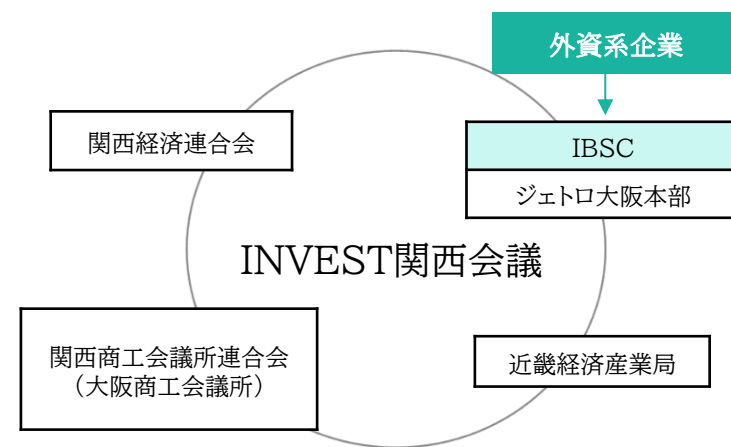 外資系企業
関西経済連合会
IBSC
ジェトロ大阪本部
INVEST関西会議
関西商工会議所連合会
（大阪商工会議所）
近畿経済産業局